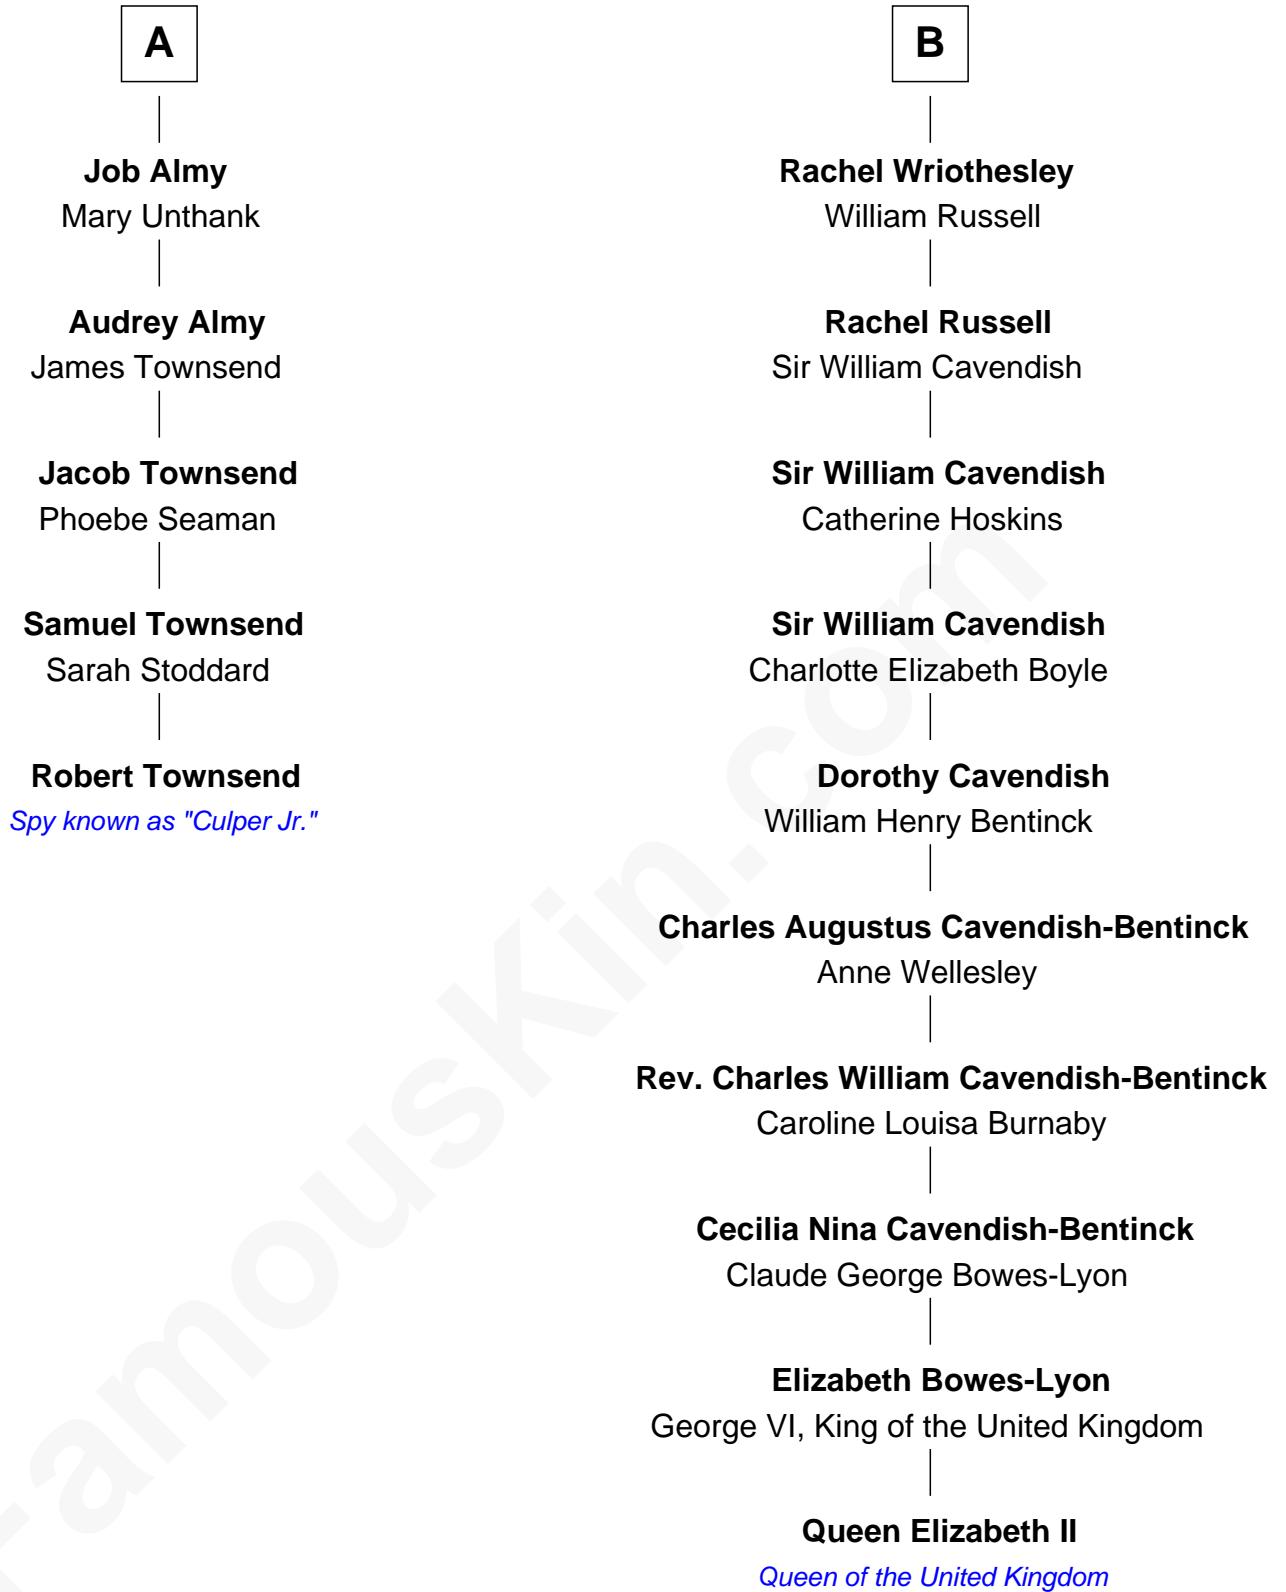 A
Job Almy
Mary Unthank
Audrey Almy
James Townsend
Jacob Townsend
Phoebe Seaman
Samuel Townsend
Sarah Stoddard
Robert Townsend
Spy known as "Culper Jr."
B
Rachel Wriothesley
William Russell
Rachel Russell
Sir William Cavendish
Sir William Cavendish
Catherine Hoskins
Sir William Cavendish
Charlotte Elizabeth Boyle
Dorothy Cavendish
William Henry Bentinck
Charles Augustus Cavendish-Bentinck
Anne Wellesley
Rev. Charles William Cavendish-Bentinck
Caroline Louisa Burnaby
Cecilia Nina Cavendish-Bentinck
Claude George Bowes-Lyon
Elizabeth Bowes-Lyon
George VI, King of the United Kingdom
Queen Elizabeth II
Queen of the United Kingdom
FamousKin.com